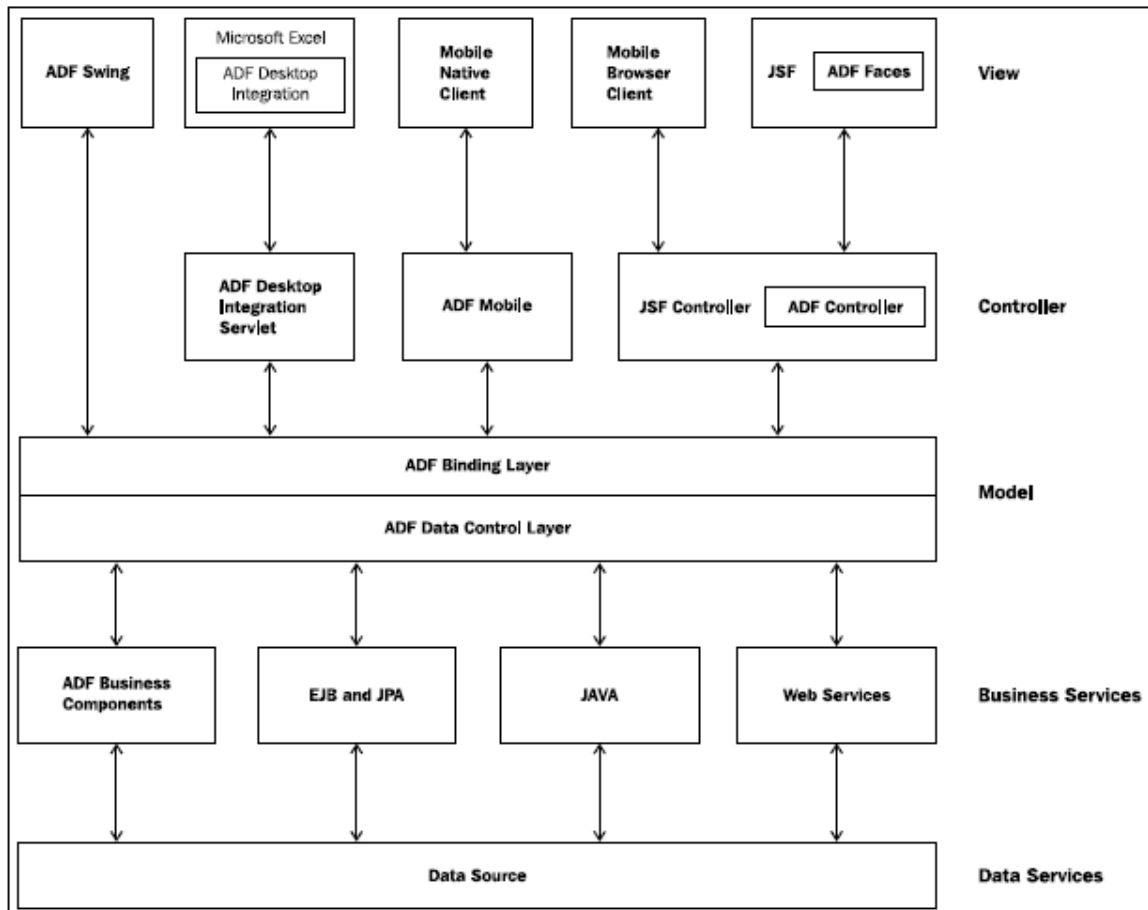 ADF Swing
Microsoft Excel
ADF Desktop
Integration
Mobile
Native
Client
Mobile
Browser
Client
JSF
ADF Faces
View
ADF Desktop
Integration
Servlet
ADF Mobile
JSF Controller
ADF Controller
Controller
ADF Binding Layer
ADF Data Control Layer
Model
ADF Business
Components
EJB and JPA
JAVA
Web Services
Business Services
Data Source
Data Services